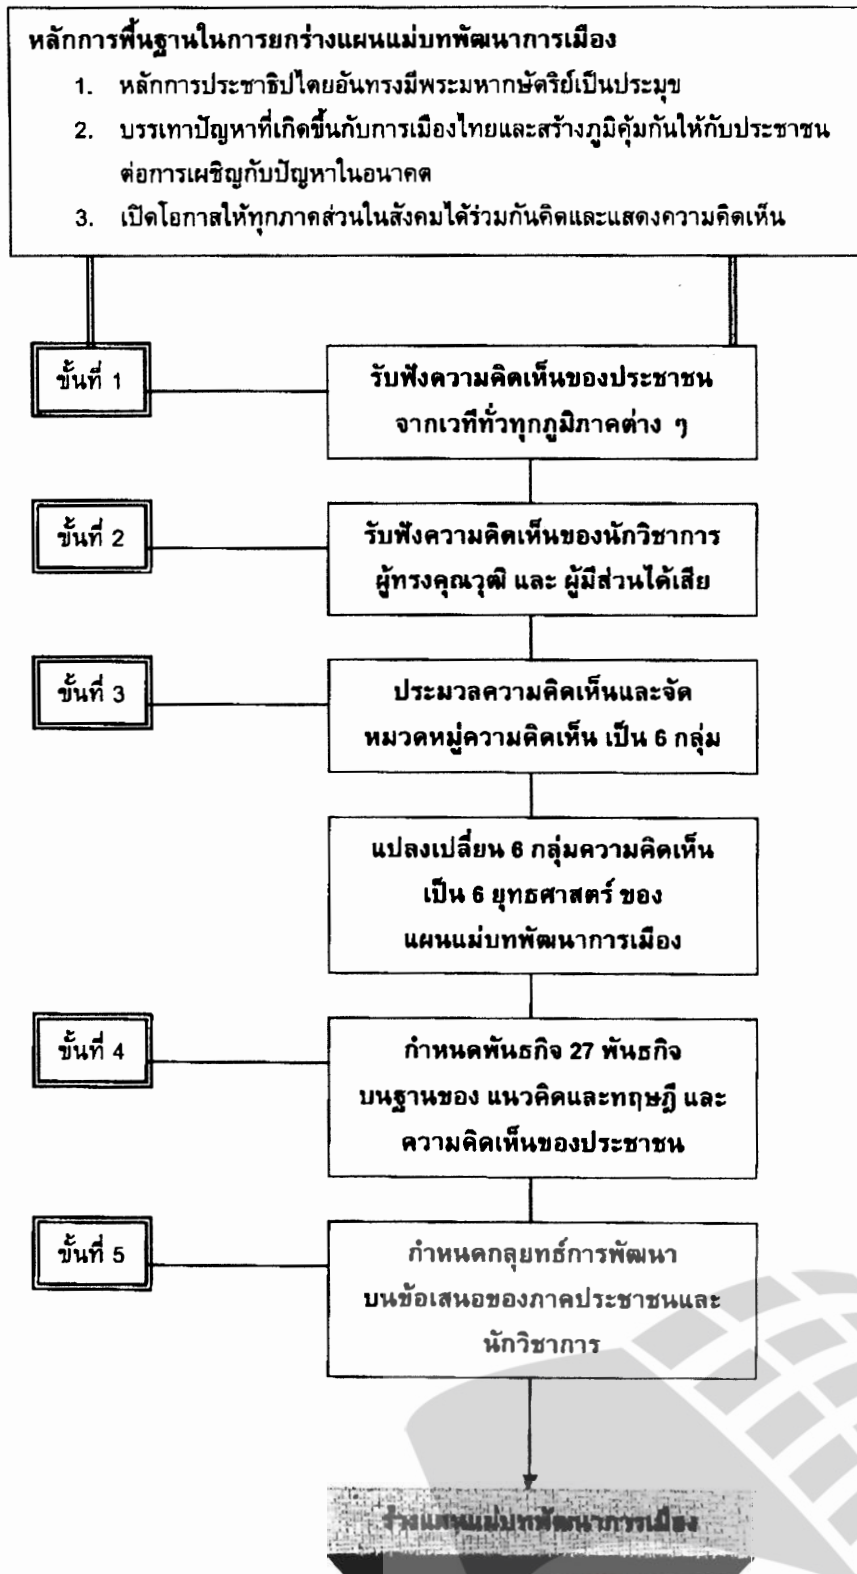 หลักการพื้นฐานในการยกร่างแผนแม่บทพัฒนาการเมือง
1. หลักการประชาธิปไตยอันทรงมีพระมหากษัตริย์เป็นประมุข
2. บรรเทาปัญหาที่เกิดขึ้นกับการเมืองไทยและสร้างภูมิคุ้มกันให้กับประชาชน
ต่อการเผชิญกับปัญหาในอนาคต
3. เปิดโอกาสให้ทุกภาคส่วนในสังคมได้ร่วมกันคิดและแสดงความคิดเห็น
ขั้นที่ 1
รับฟังความคิดเห็นของประชาชน
จากเวทีทั่วทุกภูมิภาคต่าง ๆ
ขั้นที่ 2
รับฟังความคิดเห็นของนักวิชาการ
ผู้ทรงคุณวุฒิ และ ผู้มีส่วนได้เสีย
ขั้นที่ 3
ประมวลความคิดเห็นและจัด
หมวดหมู่ความคิดเห็น เป็น 6 กลุ่ม
แปลงเปลี่ยน 6 กลุ่มความคิดเห็น
เป็น 6 ยุทธศาสตร์ ของ
แผนแม่บทพัฒนาการเมือง
ขั้นที่ 4
กำหนดพันธกิจ 27 พันธกิจ
บนฐานของ แนวคิดและทฤษฎี และ
ความคิดเห็นของประชาชน
ขั้นที่ 5
กำหนดกลุยทธ์การพัฒนา
บนข้อเสนอของภาคประชาชนและ
นักวิชาการ
ร่างแผนแม่บทพัฒนาการเมือง